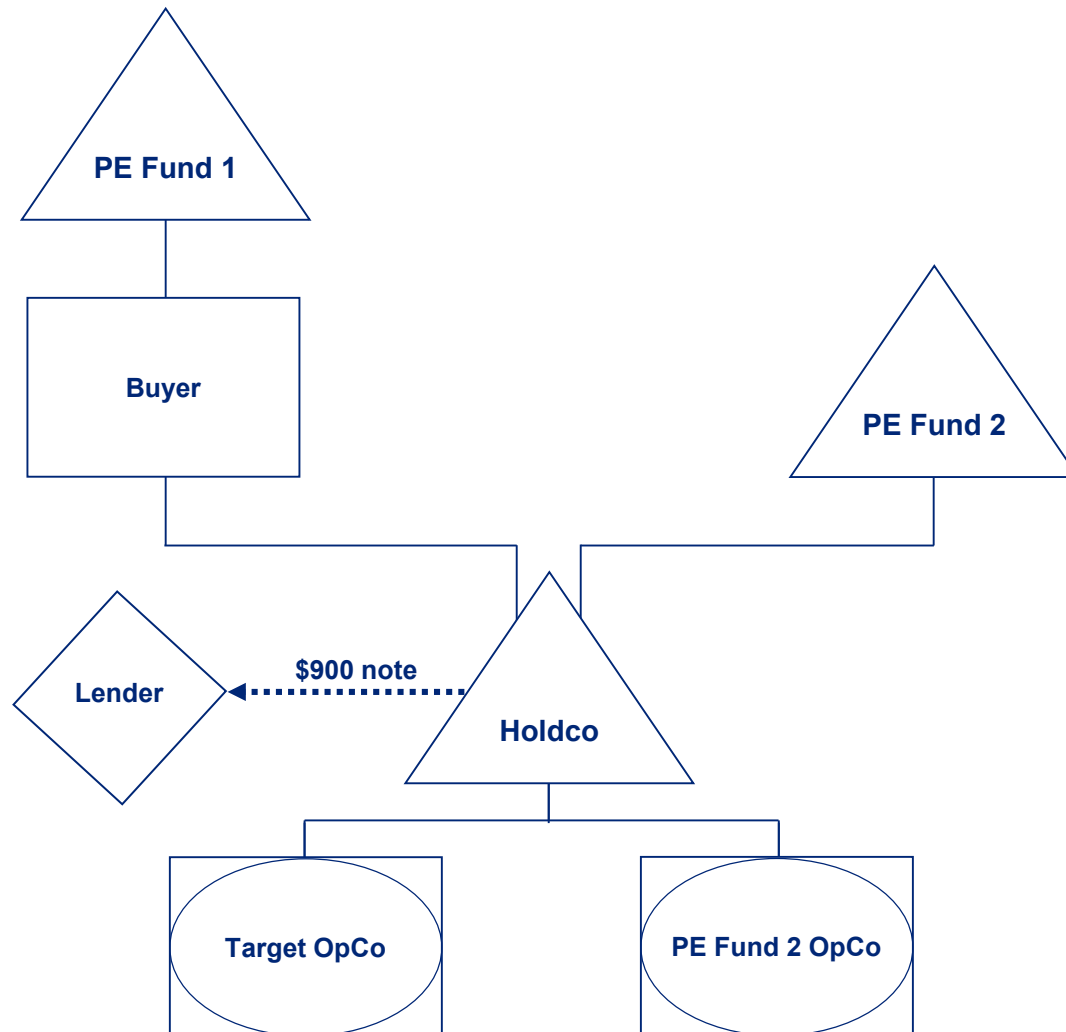 PE Fund 1
Buyer
PE Fund 2
$900 note
Lender
Holdco
Target OpCo
PE Fund 2 OpCo